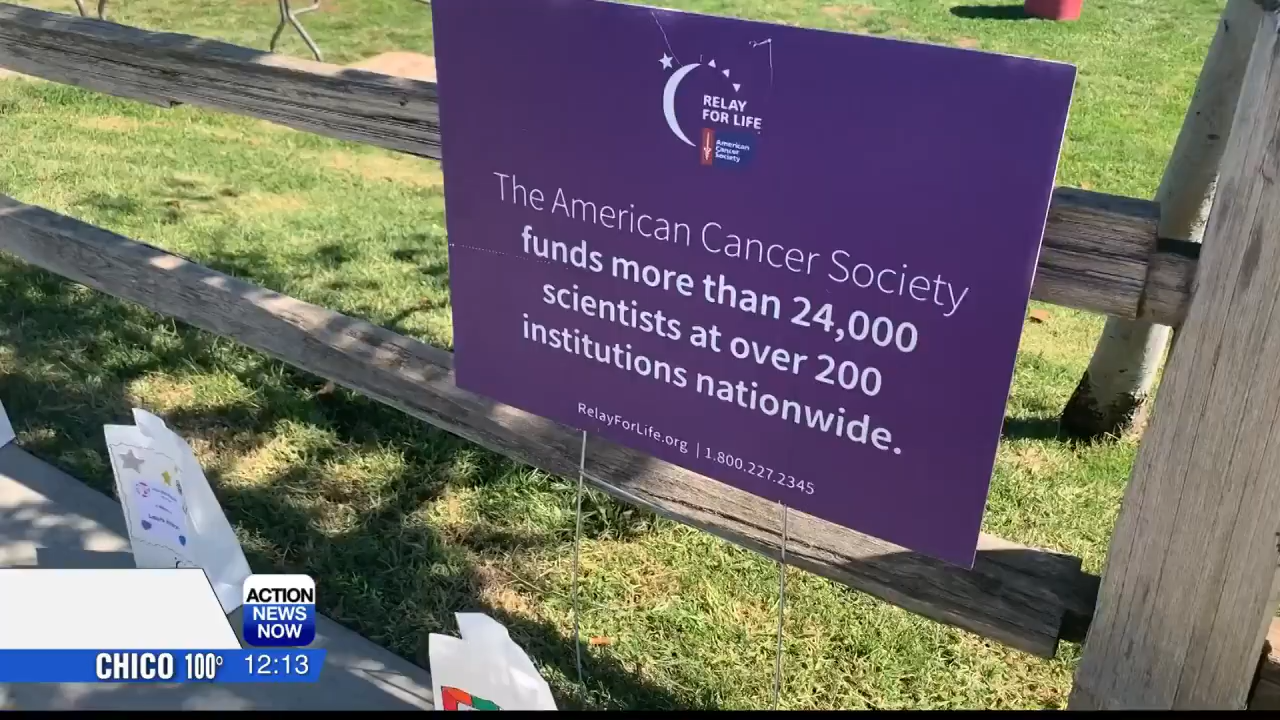 RELAY
FOR LIFE
American
Cancer
Society
The American Cancer Society
funds more than 24,000
scientists at over 200
institutions nationwide.
RelayForLife.org | 1.800.227.2345
ACTION
NEWS
NOW
CHICO 100° 12:13